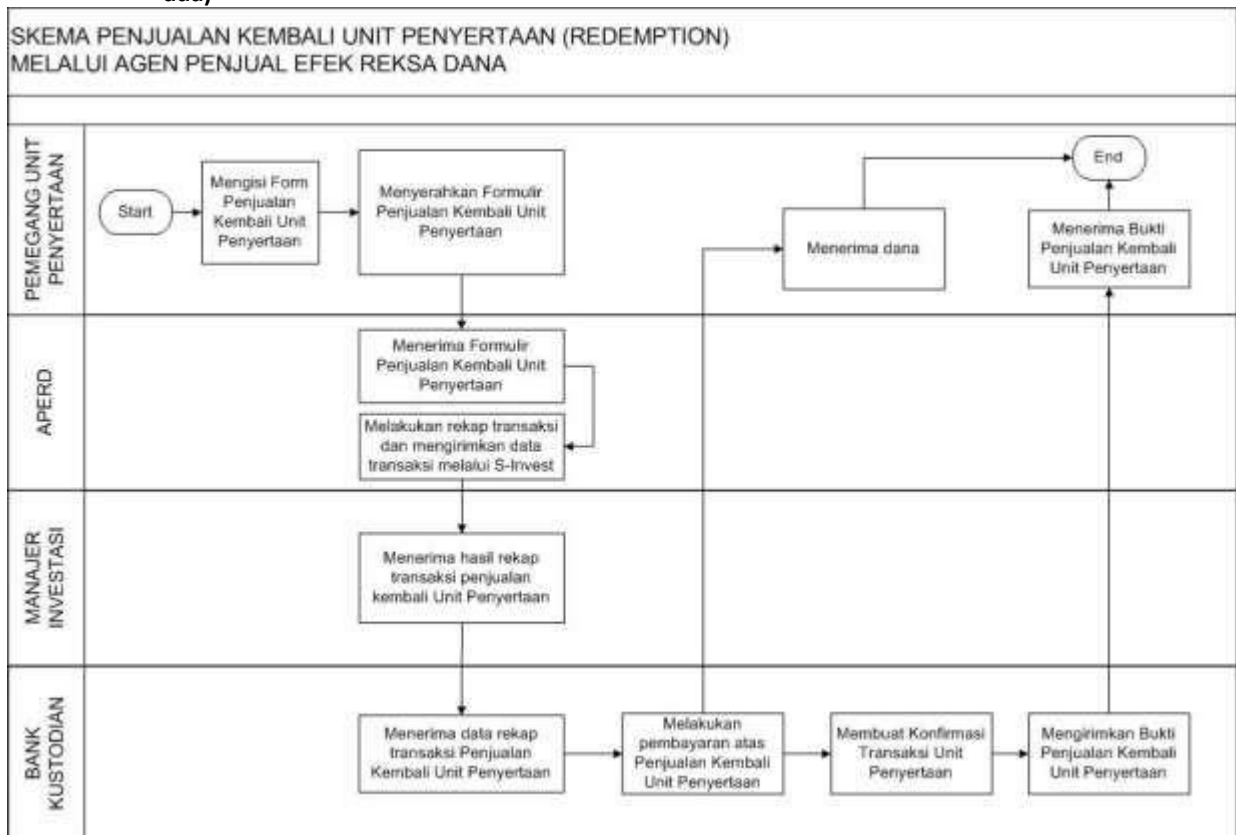 SKEMA PENJUALAN KEMBALI UNIT PENYERTAAN (REDEMPTION)
MELALUI AGEN PENJUAL EFEK REKSA DANA
PEMEGANG UNIT
PENYERTAAN
Start
Mengisi Form
Penjualan
Kembali Unit
Penyertaan
Menyerahkan Formulir
Penjualan Kembali Unit
Penyertaan
Menerima dana
End
Menerima Bukti
Penjualan Kembali
Unit Penyertaan
APERD
Menerima Formulir
Penjualan Kembali Unit
Penyertaan
Melakukan rekap transaksi
dan mengirimkan data
transaksi melalui S-Invest
MANAJER
INVESTASI
Menerima hasil rekap
transaksi penjualan
kembali Unit Penyertaan
BANK
KUSTODIAN
Menerima data rekap
transaksi Penjualan
Kembali Unit Penyertaan
Melakukan
pembayaran atas
Penjualan Kembali
Unit Penyertaan
Membuat Konfirmasi
Transaksi Unit
Penyertaan
Mengirimkan Bukti
Penjualan Kembali
Unit Penyertaan